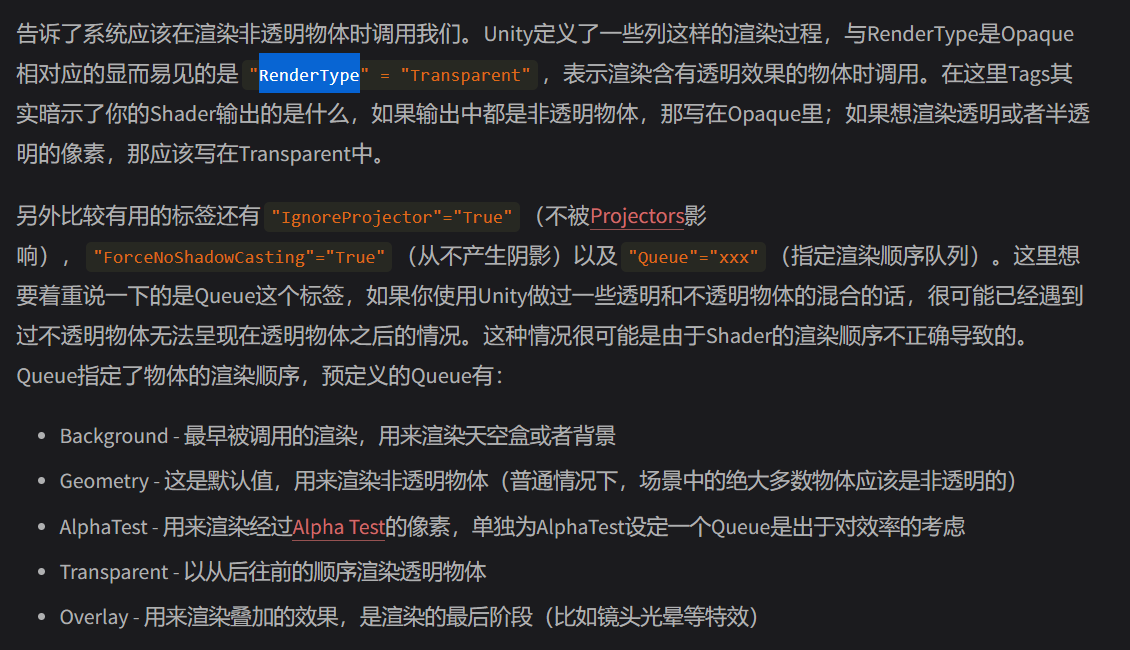 告诉了系统应该在渲染非透明物体时调用我们。Unity定义了一些列这样的渲染过程，与RenderType是Opaque
相对应的显而易见的是 "RenderType" = "Transparent" ，表示渲染含有透明效果的物体时调用。在这里Tags其
实暗示了你的Shader输出的是什么，如果输出中都是非透明物体，那写在Opaque里；如果想渲染透明或者半透
明的像素，那应该写在Transparent中。
另外比较有用的标签还有 "IgnoreProjector"="True" （不被Projectors影
响），"ForceNoShadowCasting"="True" （从不产生阴影）以及 "Queue"="xxx" （指定渲染顺序队列）。这里想
要着重说一下的是Queue这个标签，如果你使用Unity做过一些透明和不透明物体的混合的话，很可能已经遇到
过不透明物体无法呈现在透明物体之后的情况。这种情况很可能是由于Shader的渲染顺序不正确导致的。
Queue指定了物体的渲染顺序，预定义的Queue有：
• Background - 最早被调用的渲染，用来渲染天空盒或者背景
• Geometry - 这是默认值，用来渲染非透明物体（普通情况下，场景中的绝大多数物体应该是非透明的）
• AlphaTest - 用来渲染经过Alpha Test的像素，单独为AlphaTest设定一个Queue是出于对效率的考虑
• Transparent - 以从后往前的顺序渲染透明物体
• Overlay - 用来渲染叠加的效果，是渲染的最后阶段（比如镜头光晕等特效）